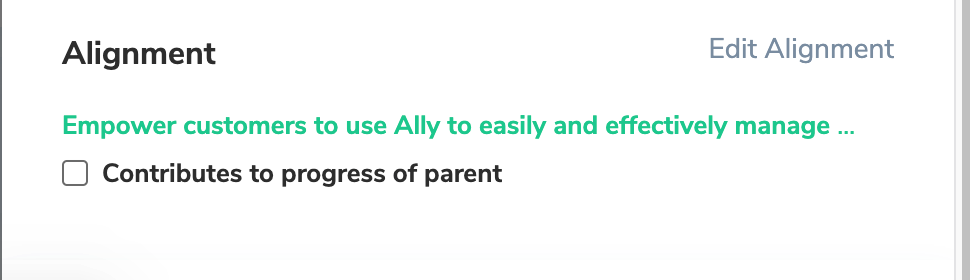 Alignment
Edit Alignment
Empower customers to use Ally to easily and effectively manage ...
Contributes to progress of parent